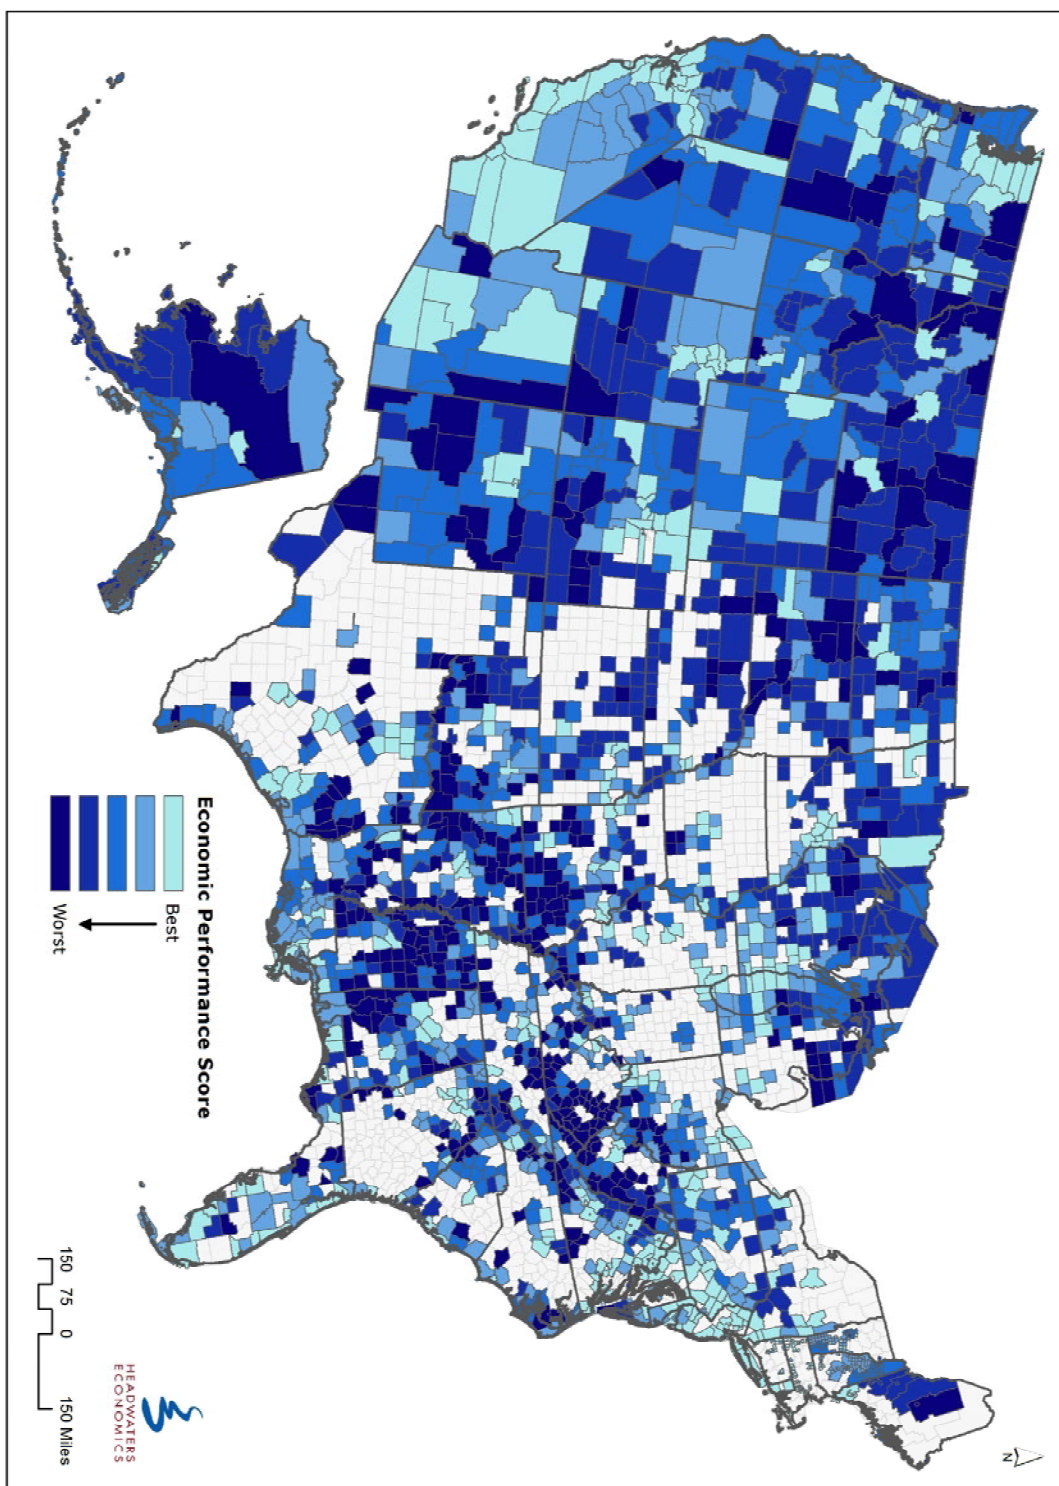 Economic Performance Score
Best
Worst
150 75 0 150 Miles
HEADWATERS
ECONOMICS
N